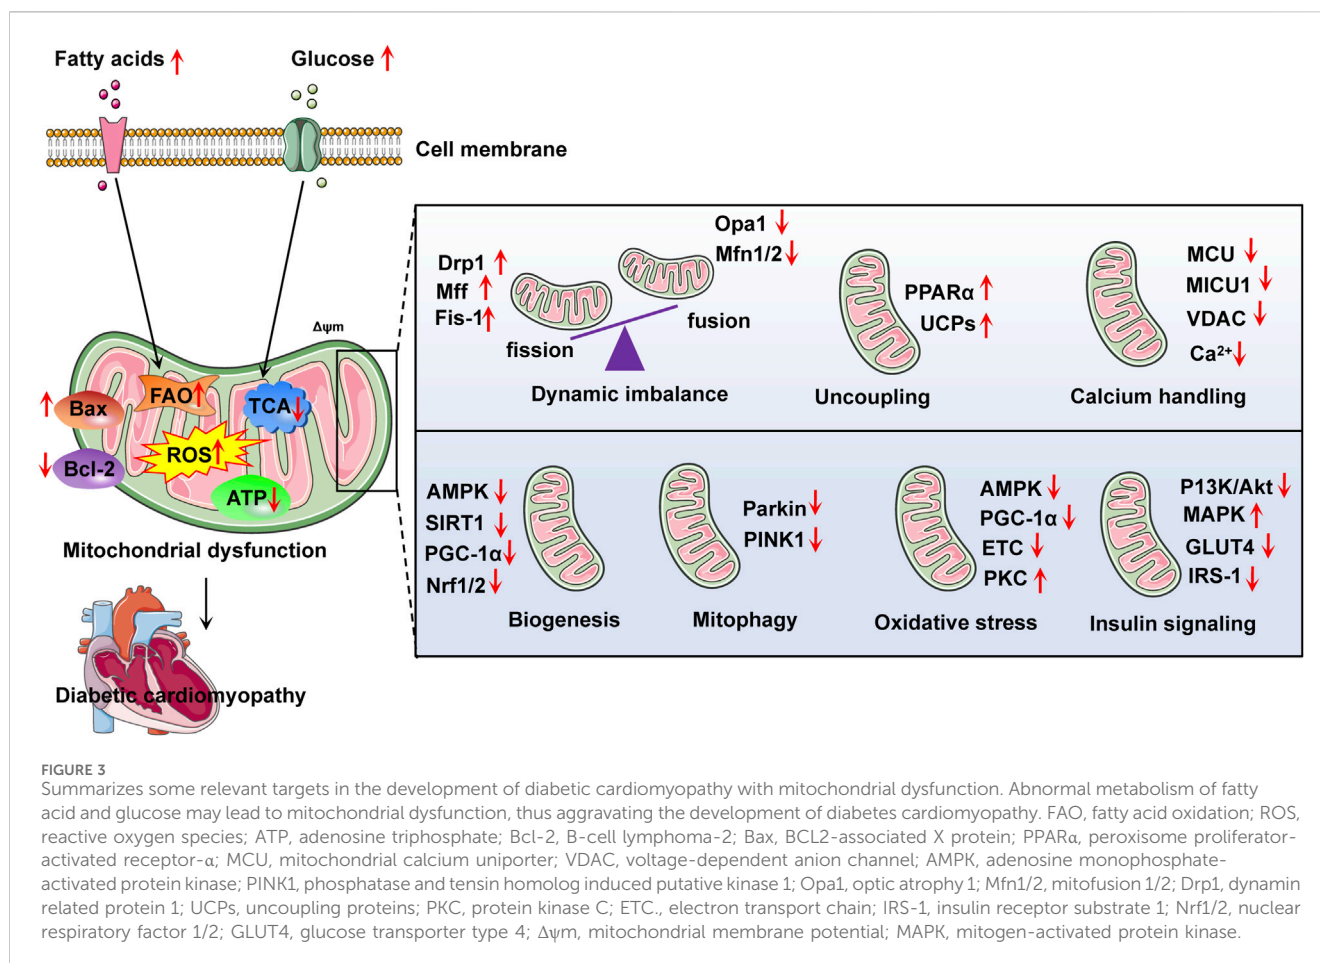 Fatty acids ↑
Glucose ↑
Cell membrane
Δψm
FAO ↑
TCA ↓
↑ Bax
ROS ↑
↓ Bcl-2
ATP ↓
Mitochondrial dysfunction
Diabetic cardiomyopathy
Opa1 ↓
Mfn1/2 ↓
Drp1 ↑
Mff ↑
Fis-1 ↑
fusion
fission
Dynamic imbalance
PPARα ↑
UCPs ↑
Uncoupling
MCU ↓
MICU1 ↓
VDAC ↓
Ca²⁺ ↓
Calcium handling
AMPK ↓
SIRT1 ↓
PGC-1α ↓
Nrf1/2 ↓
Biogenesis
Parkin ↓
PINK1 ↓
Mitophagy
AMPK ↓
PGC-1α ↓
ETC ↓
PKC ↑
Oxidative stress
P13K/Akt ↓
MAPK ↑
GLUT4 ↓
IRS-1 ↓
Insulin signaling
FIGURE 3
Summarizes some relevant targets in the development of diabetic cardiomyopathy with mitochondrial dysfunction. Abnormal metabolism of fatty
acid and glucose may lead to mitochondrial dysfunction, thus aggravating the development of diabetes cardiomyopathy. FAO, fatty acid oxidation; ROS,
reactive oxygen species; ATP, adenosine triphosphate; Bcl-2, B-cell lymphoma-2; Bax, BCL2-associated X protein; PPARα, peroxisome proliferator-
activated receptor-α; MCU, mitochondrial calcium uniporter; VDAC, voltage-dependent anion channel; AMPK, adenosine monophosphate-
activated protein kinase; PINK1, phosphatase and tensin homolog induced putative kinase 1; Opa1, optic atrophy 1; Mfn1/2, mitofusion 1/2; Drp1, dynamin
related protein 1; UCPs, uncoupling proteins; PKC, protein kinase C; ETC., electron transport chain; IRS-1, insulin receptor substrate 1; Nrf1/2, nuclear
respiratory factor 1/2; GLUT4, glucose transporter type 4; Δψm, mitochondrial membrane potential; MAPK, mitogen-activated protein kinase.